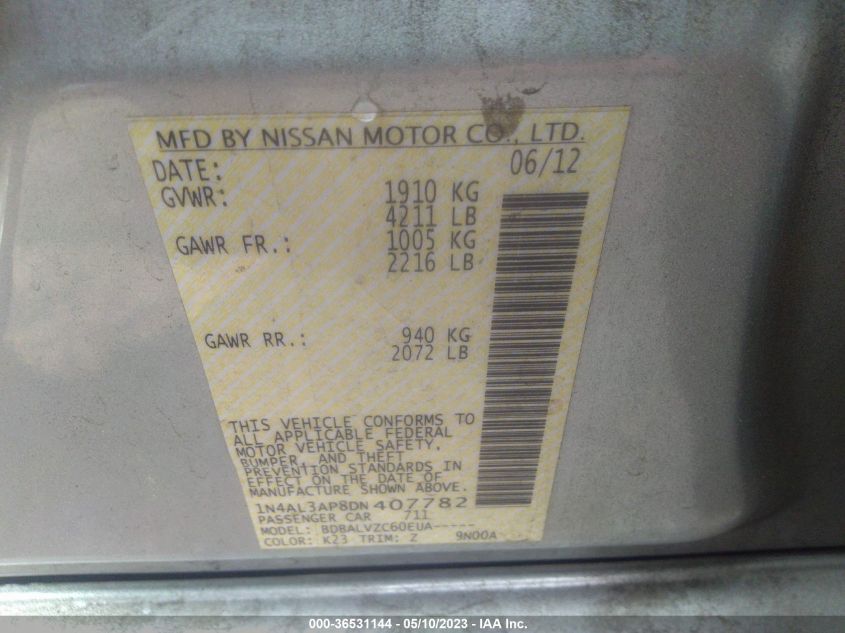 MFD BY NISSAN MOTOR CO., LTD.
DATE: 06/12
GVWR: 1910 KG
4211 LB
GAWR FR.: 1005 KG
2216 LB
GAWR RR.: 940 KG
2072 LB
THIS VEHICLE CONFORMS TO
ALL APPLICABLE FEDERAL
MOTOR VEHICLE SAFETY,
BUMPER, AND THEFT
PREVENTION STANDARDS IN
EFFECT ON THE DATE OF
MANUFACTURE SHOWN ABOVE.
1N4AL3AP8DN407782
PASSENGER CAR 711
MODEL: BDBALVZC60EUA-----
COLOR: K23 TRIM: Z 9N00A
000-36531144 - 05/10/2023 - IAA Inc.